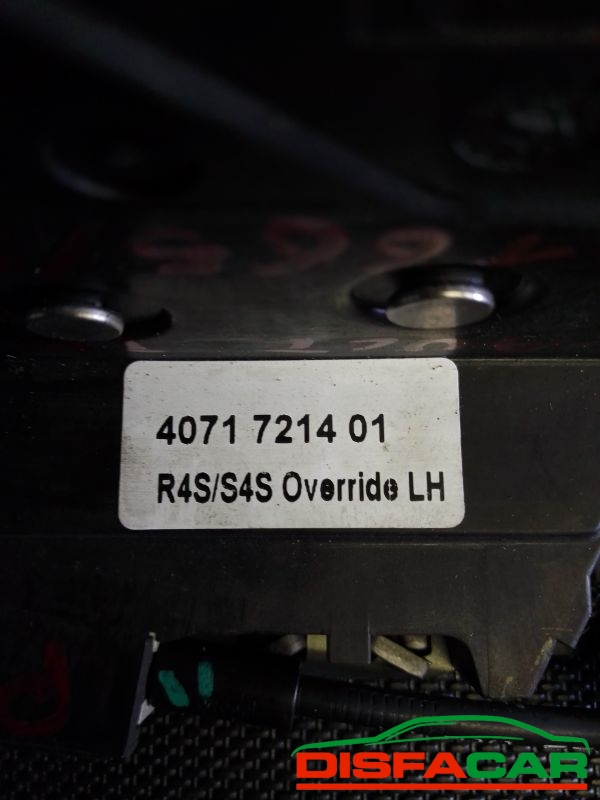 4071 7214 01
R4S/S4S Override LH
DISFACAR